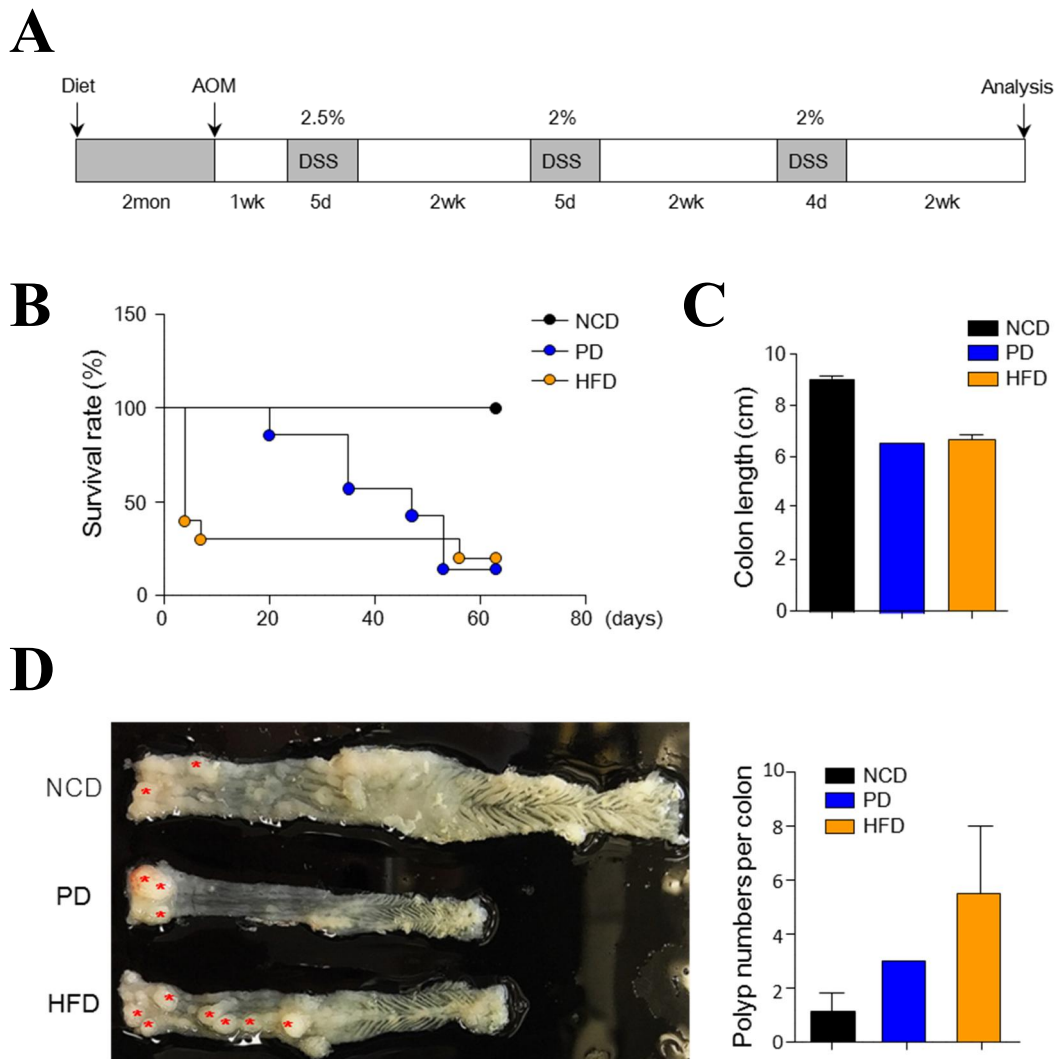 A
Diet AOM Analysis
2.5% 2% 2%
DSS DSS DSS
2mon 1wk 5d 2wk 5d 2wk 4d 2wk
B
Survival rate (%)
150
100
50
0
0 20 40 60 80 (days)
NCD
PD
HFD
C
NCD
PD
HFD
Colon length (cm)
10
8
6
4
2
0
D
NCD
PD
HFD
* *
* * *
* * * * * * *
Polyp numbers per colon
10
8
6
4
2
0
NCD
PD
HFD